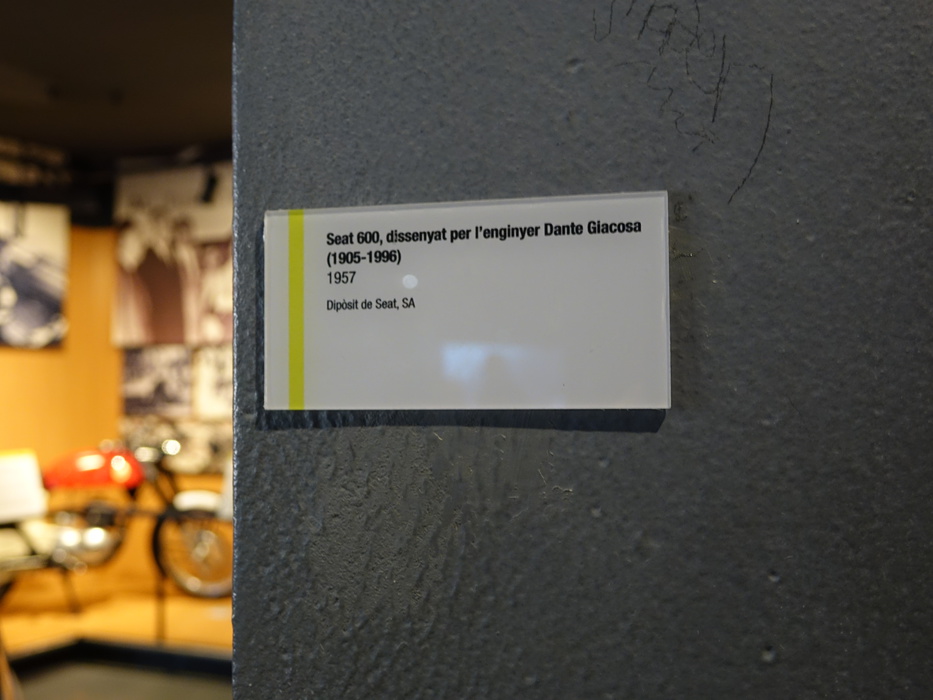 Seat 600, dissenyat per l'enginyer Dante Giacosa
(1905-1996)
1957
Dipòsit de Seat, SA